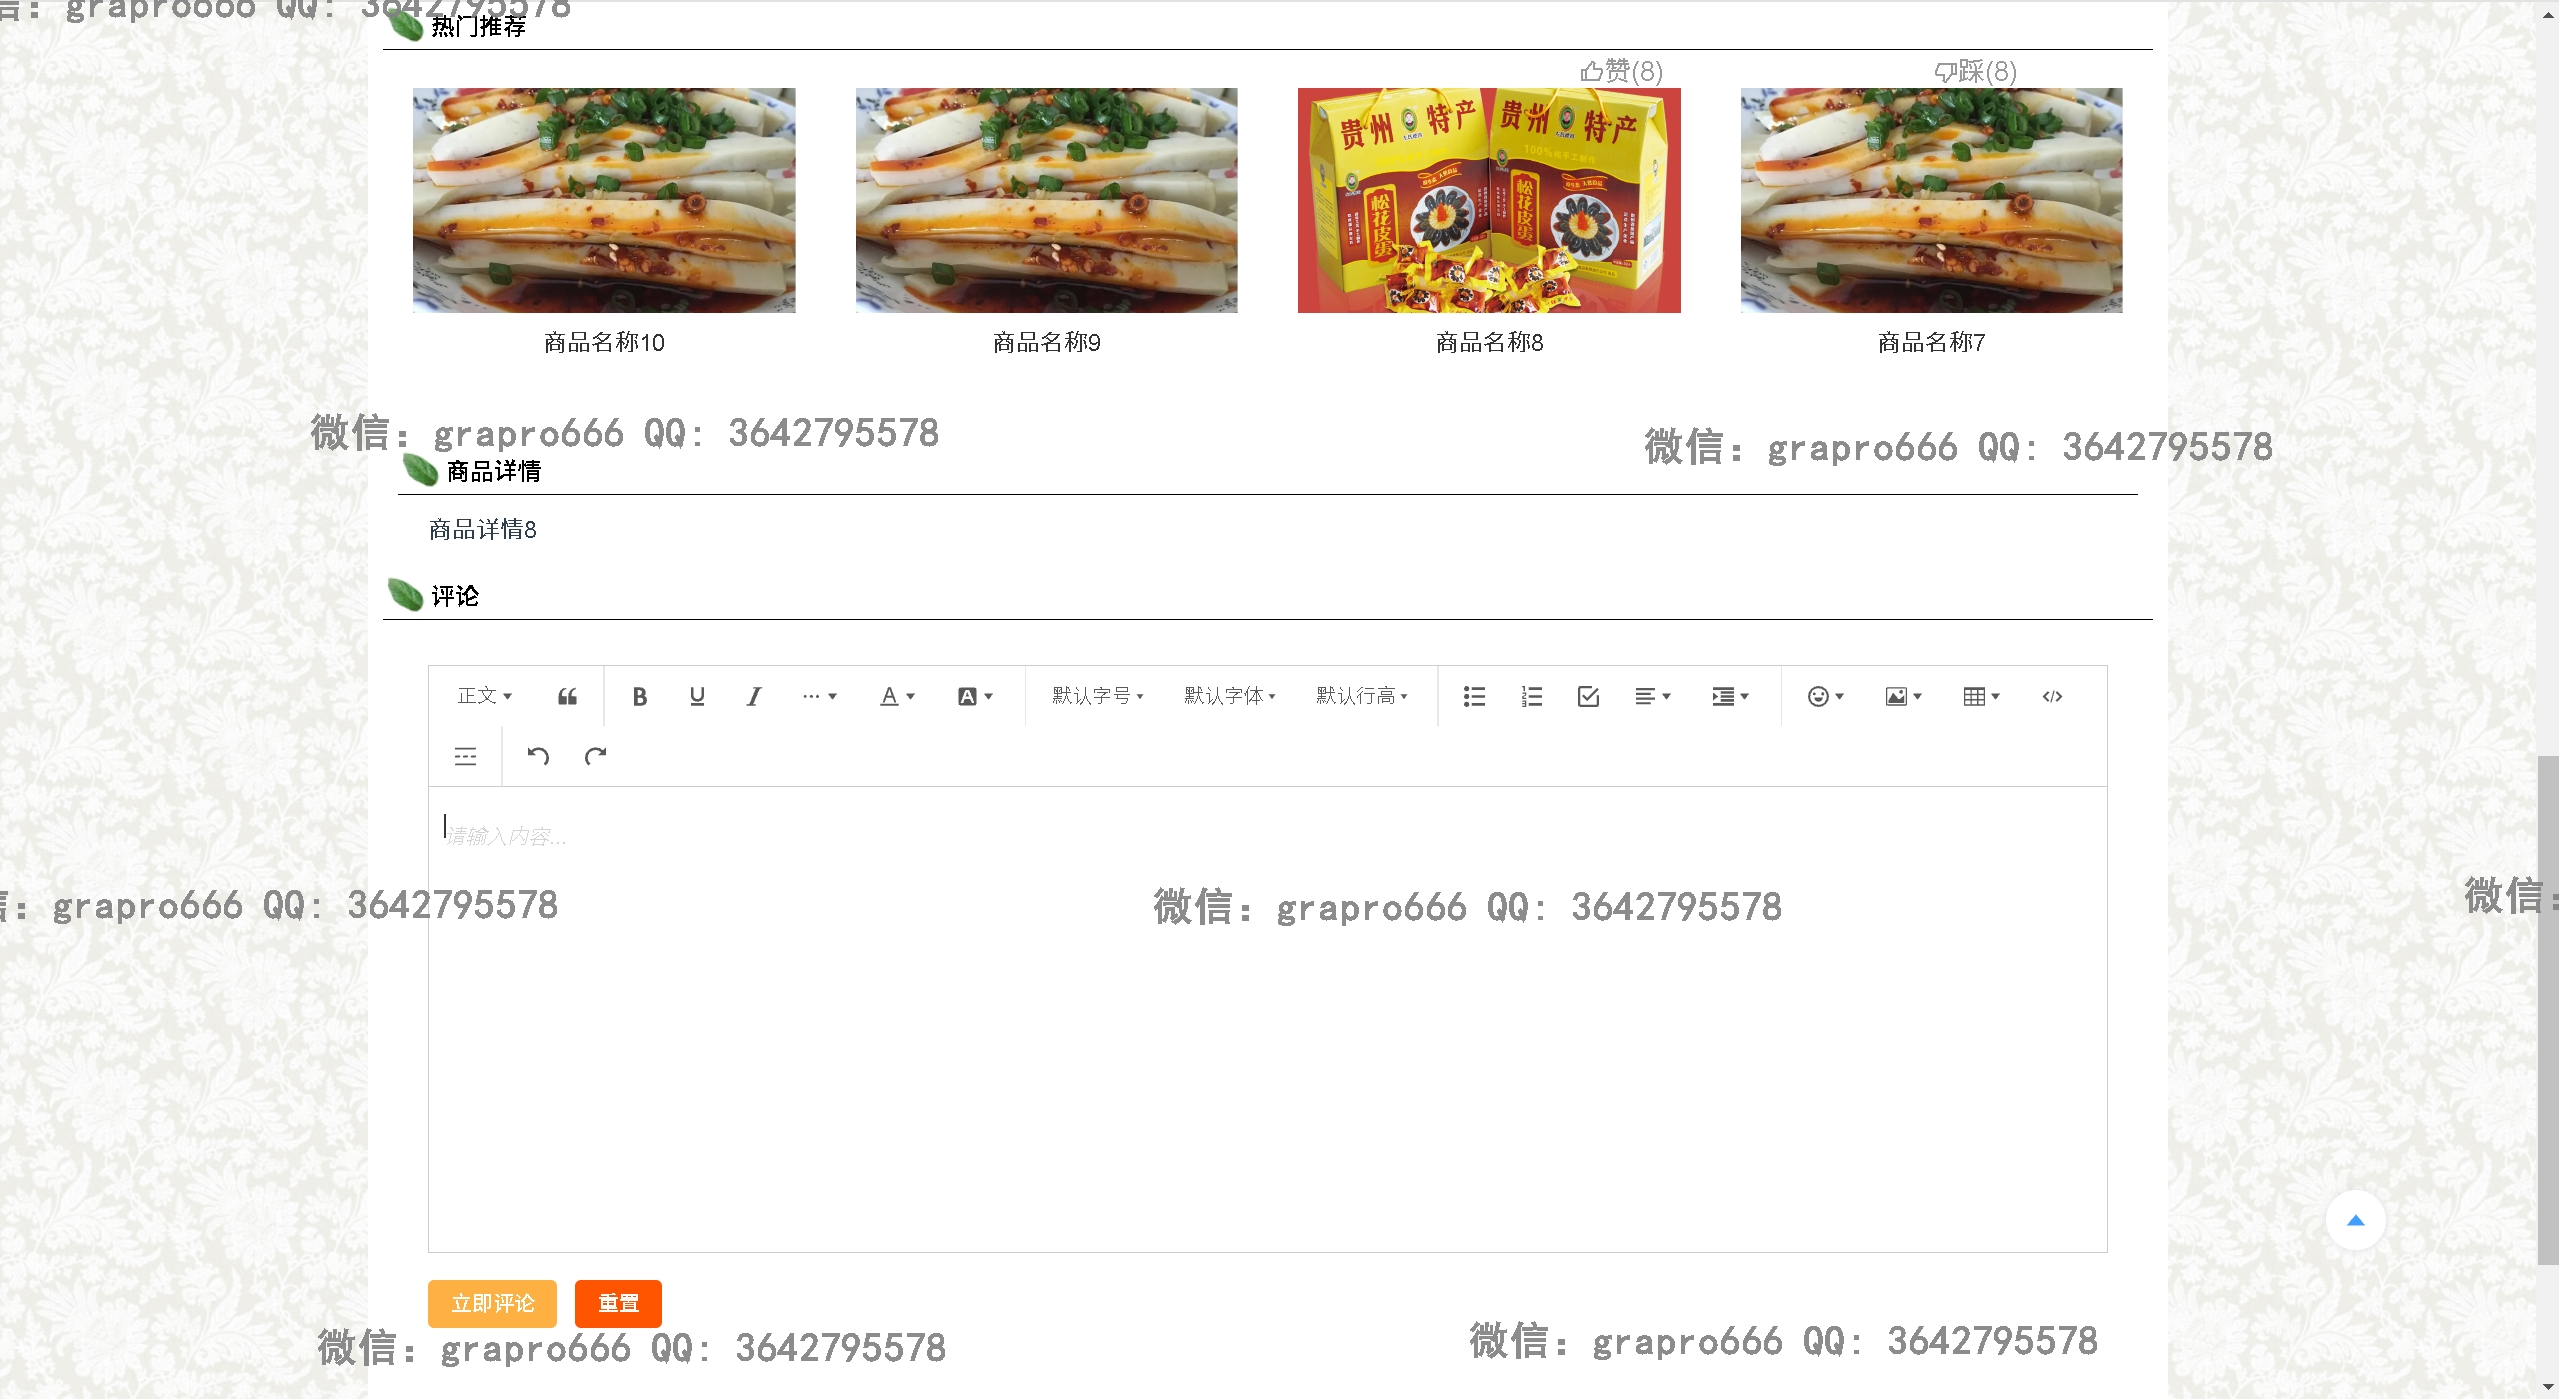 信：grapro666 QQ: 3642795578
热门推荐
赞(8)
踩(8)
贵州 特产
贵州 特产
100%纯手工制作
松花皮蛋
松花皮蛋
商品名称10
商品名称9
商品名称8
商品名称7
微信：grapro666 QQ: 3642795578
微信：grapro666 QQ: 3642795578
商品详情
商品详情8
评论
正文
B U I ... A A
默认字号 默认字体 默认行高
请输入内容...
信：grapro666 QQ: 3642795578
微信：grapro666 QQ: 3642795578
微信：
立即评论 重置
微信：grapro666 QQ: 3642795578
微信：grapro666 QQ: 3642795578